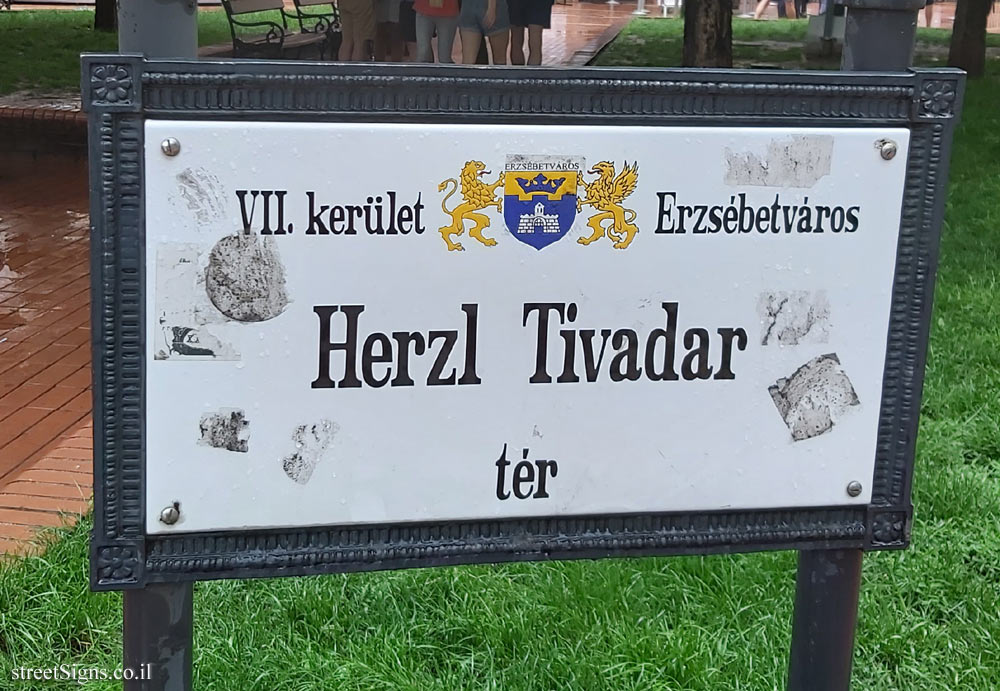 ERZSÉBETVÁROS
VII. kerület Erzsébetváros
Herzl Tivadar
tér
streetSigns.co.il